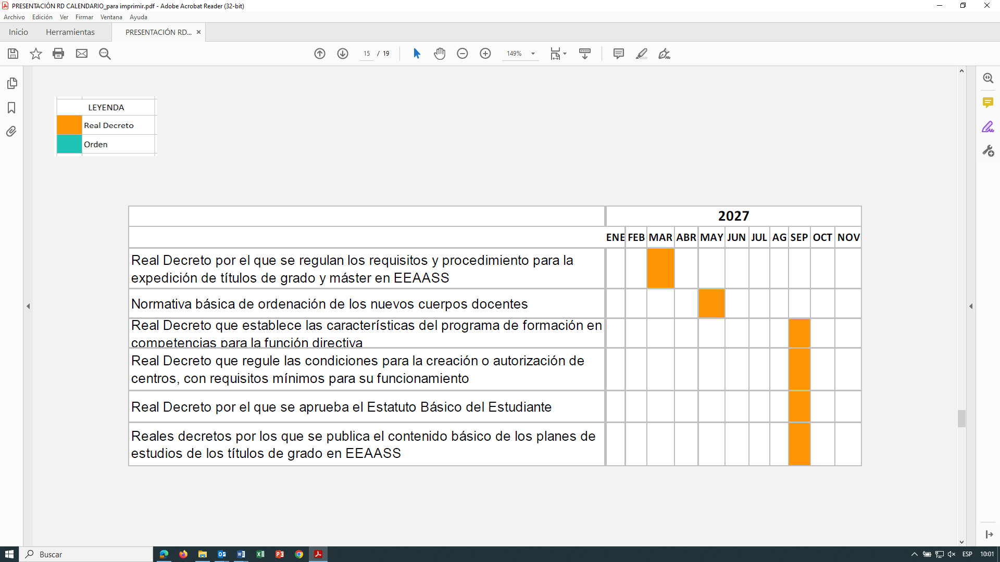 PRESENTACIÓN RD CALENDARIO_para imprimir.pdf - Adobe Acrobat Reader (32-bit)
Archivo Edición Ver Firmar Ventana Ayuda
Inicio Herramientas PRESENTACIÓN RD... ×
15 / 19 149%
LEYENDA
Real Decreto
Orden
2027
ENE FEB MAR ABR MAY JUN JUL AG SEP OCT NOV
Real Decreto por el que se regulan los requisitos y procedimiento para la
expedición de títulos de grado y máster en EEAASS
Normativa básica de ordenación de los nuevos cuerpos docentes
Real Decreto que establece las características del programa de formación en
competencias para la función directiva
Real Decreto que regule las condiciones para la creación o autorización de
centros, con requisitos mínimos para su funcionamiento
Real Decreto por el que se aprueba el Estatuto Básico del Estudiante
Reales decretos por los que se publica el contenido básico de los planes de
estudios de los títulos de grado en EEAASS
Buscar
ESP 10:01